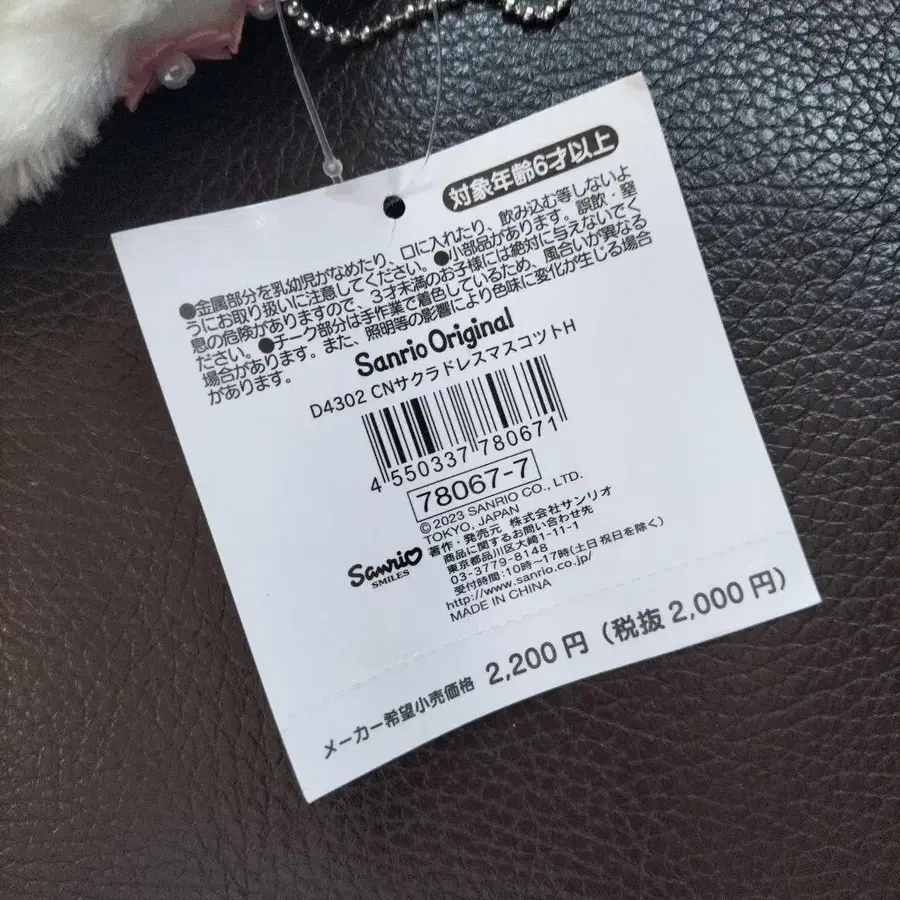 対象年齢6才以上
●金属部分を乳幼児がなめたり、口に入れたり、飲み込む等しないよ
うにお取り扱いに注意してください。●小部品があります。誤飲・窒
息の危険がありますので、3才未満のお子様には絶対に与えないでく
ださい。●チーク部分は手作業で着色しているため、風合いが異なる
場合があります。また、照明等の影響により色味に変化が生じる場合
があります。
Sanrio Original
D4302 CNサクラドレスマスコットH
4 550337 780671
78067-7
©2023 SANRIO CO., LTD.
TOKYO, JAPAN
著作・発売元 株式会社サンリオ
商品に関するお問い合わせ先
東京都品川区大崎1-11-1
03-3779-8148
受付時間:10時~17時(土日祝日を除く)
http://www.sanrio.co.jp/
MADE IN CHINA
Sanrio
SMILES
メーカー希望小売価格 2,200円(税抜2,000円)